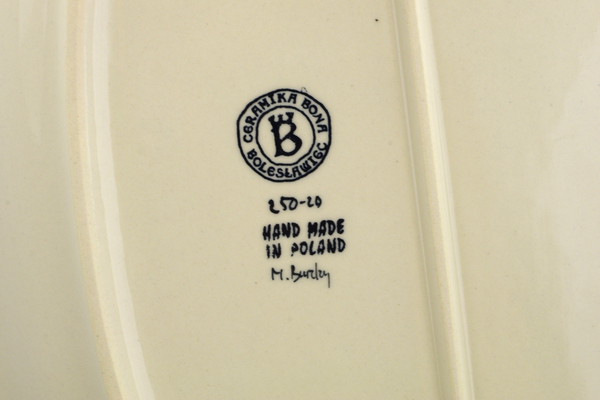 CERAMIKA BONA
B
BOLESŁAWIEC
250-20
HAND MADE
IN POLAND
M.